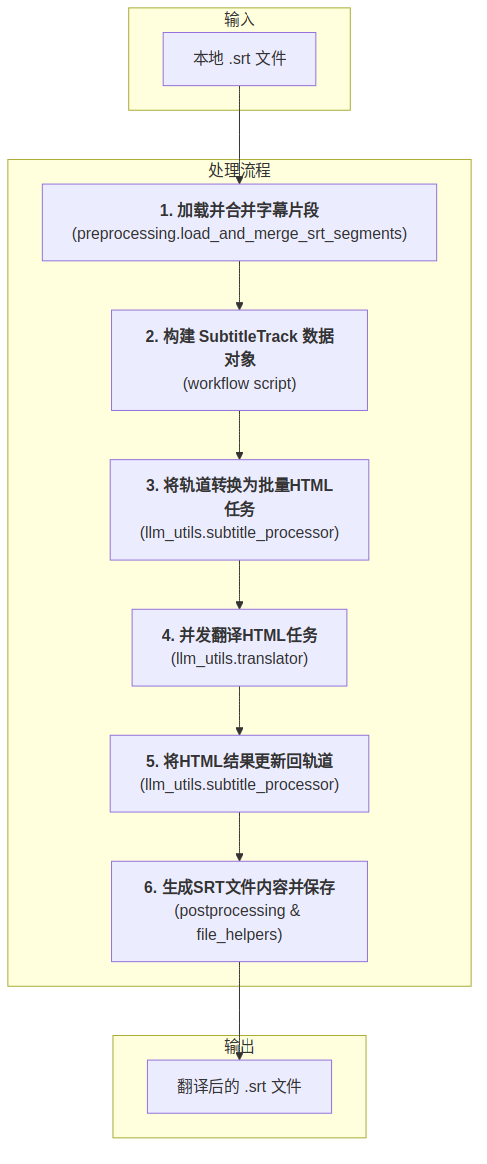 输入
本地 .srt 文件
处理流程
1. 加载并合并字幕片段
(preprocessing.load_and_merge_srt_segments)
2. 构建 SubtitleTrack 数据
对象
(workflow script)
3. 将轨道转换为批量HTML
任务
(llm_utils.subtitle_processor)
4. 并发翻译HTML任务
(llm_utils.translator)
5. 将HTML结果更新回轨道
(llm_utils.subtitle_processor)
6. 生成SRT文件内容并保存
(postprocessing &
file_helpers)
输出
翻译后的 .srt 文件